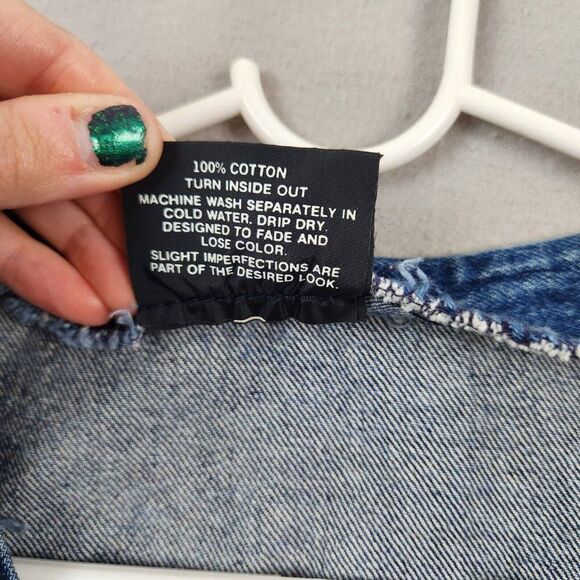 100% COTTON
TURN INSIDE OUT
MACHINE WASH SEPARATELY IN
COLD WATER. DRIP DRY.
DESIGNED TO FADE AND
LOSE COLOR.
SLIGHT IMPERFECTIONS ARE
PART OF THE DESIRED LOOK.